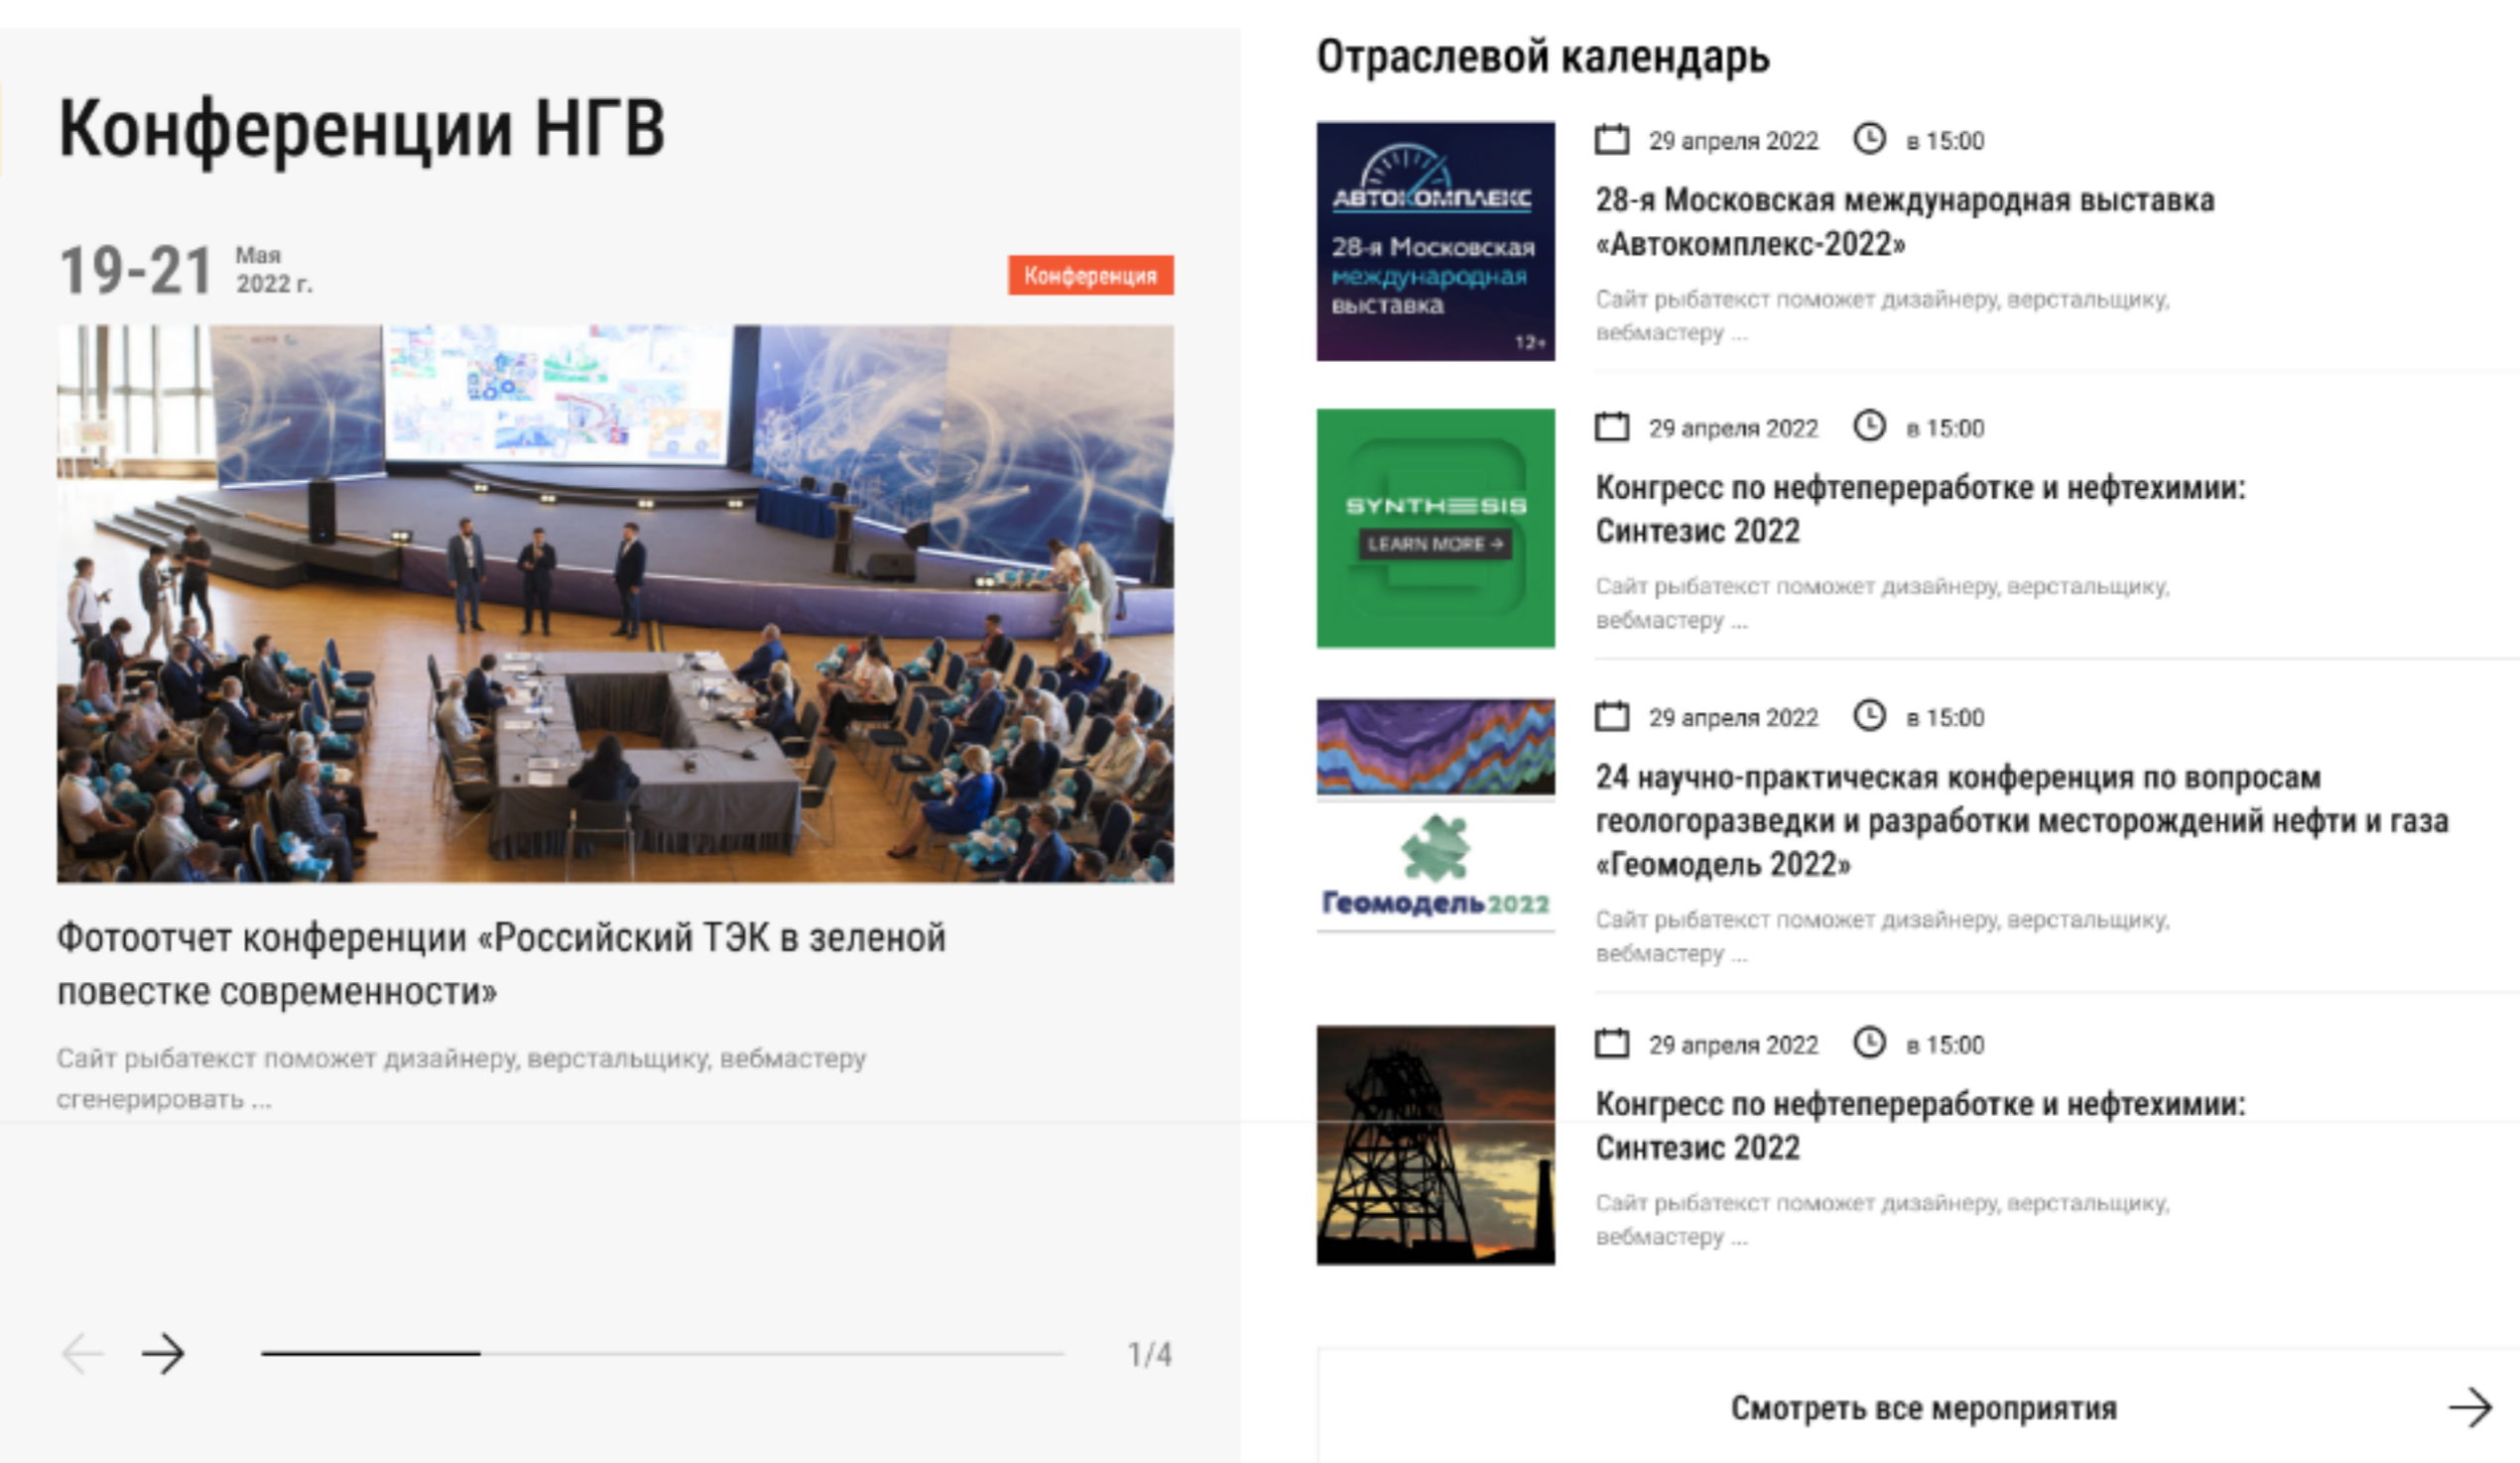 Конференции НГВ
19-21
Мая
2022 г.
Конференция
Фотоотчет конференции «Российский ТЭК в зеленой
повестке современности»
Сайт рыбатекст поможет дизайнеру, верстальщику, вебмастеру
сгенерировать ...
1/4
Отраслевой календарь
АВТОКОМПЛЕКС
28-я Московская
международная
выставка
12+
29 апреля 2022 в 15:00
28-я Московская международная выставка
«Автокомплекс-2022»
Сайт рыбатекст поможет дизайнеру, верстальщику,
вебмастеру ...
SYNTHESIS
LEARN MORE →
29 апреля 2022 в 15:00
Конгресс по нефтепереработке и нефтехимии:
Синтезис 2022
Сайт рыбатекст поможет дизайнеру, верстальщику,
вебмастеру ...
Геомодель2022
29 апреля 2022 в 15:00
24 научно-практическая конференция по вопросам
геологоразведки и разработки месторождений нефти и газа
«Геомодель 2022»
Сайт рыбатекст поможет дизайнеру, верстальщику,
вебмастеру ...
29 апреля 2022 в 15:00
Конгресс по нефтепереработке и нефтехимии:
Синтезис 2022
Сайт рыбатекст поможет дизайнеру, верстальщику,
вебмастеру ...
Смотреть все мероприятия